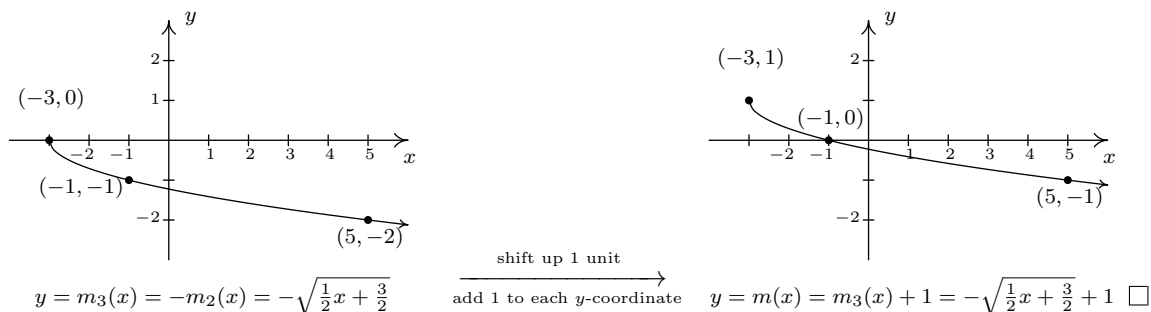 y
2
1
(−3, 0)
−2 −1 1 2 3 4 5
x
(−1, −1)
−2
(5, −2)
y = m₃(x) = −m₂(x) = −√(½x + 3/2)
shift up 1 unit
add 1 to each y-coordinate
y
(−3, 1)
2
(−1, 0)
−2 −1 1 2 3 4 5
x
−2
(5, −1)
y = m(x) = m₃(x) + 1 = −√(½x + 3/2) + 1 □